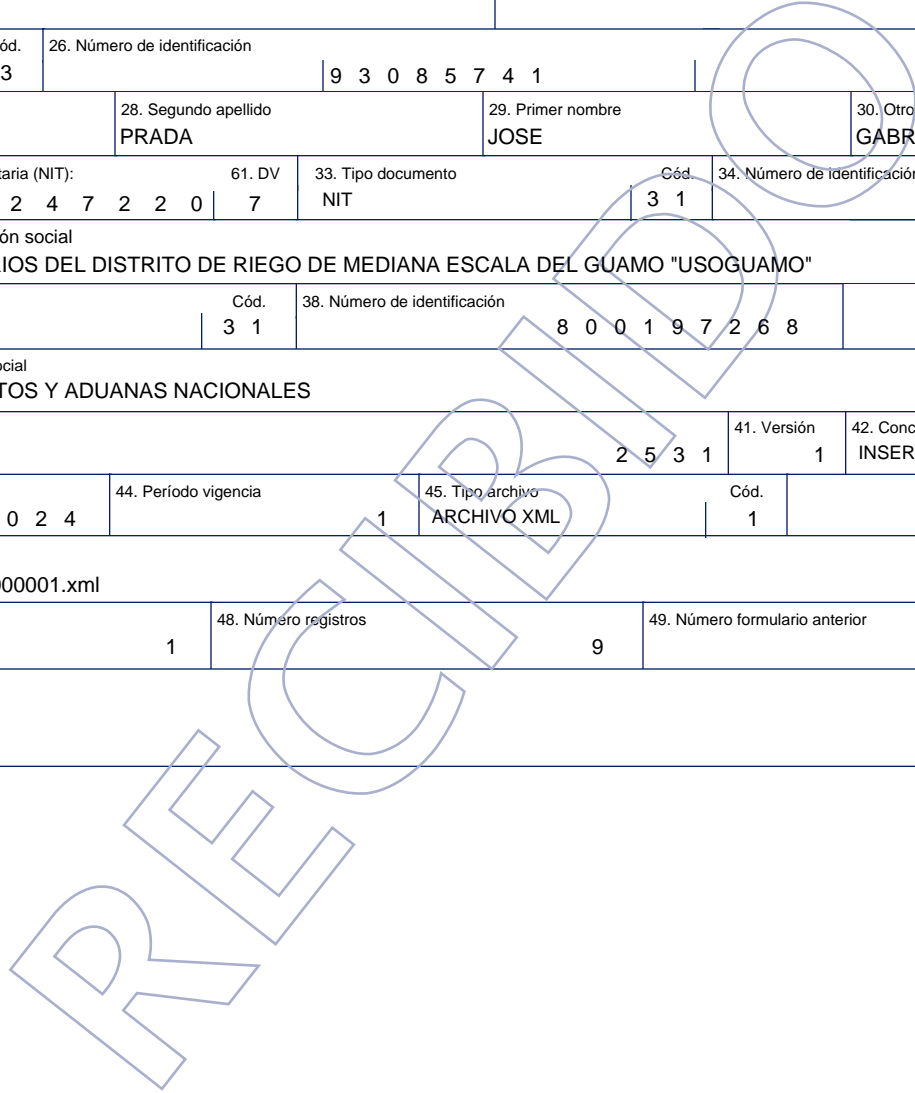 ód. 26. Número de identificación
3 9 3 0 8 5 7 4 1
28. Segundo apellido 29. Primer nombre 30. Otro
PRADA JOSE GABR
taria (NIT): 61. DV 33. Tipo documento Cód. 34. Número de identificación
2 4 7 2 2 0 7 NIT 3 1
ón social
IOS DEL DISTRITO DE RIEGO DE MEDIANA ESCALA DEL GUAMO "USOGUAMO"
Cód. 38. Número de identificación
3 1 8 0 0 1 9 7 2 6 8
ocial
TOS Y ADUANAS NACIONALES
41. Versión 42. Conc
2 5 3 1 1 INSER
44. Período vigencia 45. Tipo archivo Cód.
0 2 4 1 ARCHIVO XML 1
000001.xml
48. Número registros 49. Número formulario anterior
1 9
RECIBIDO